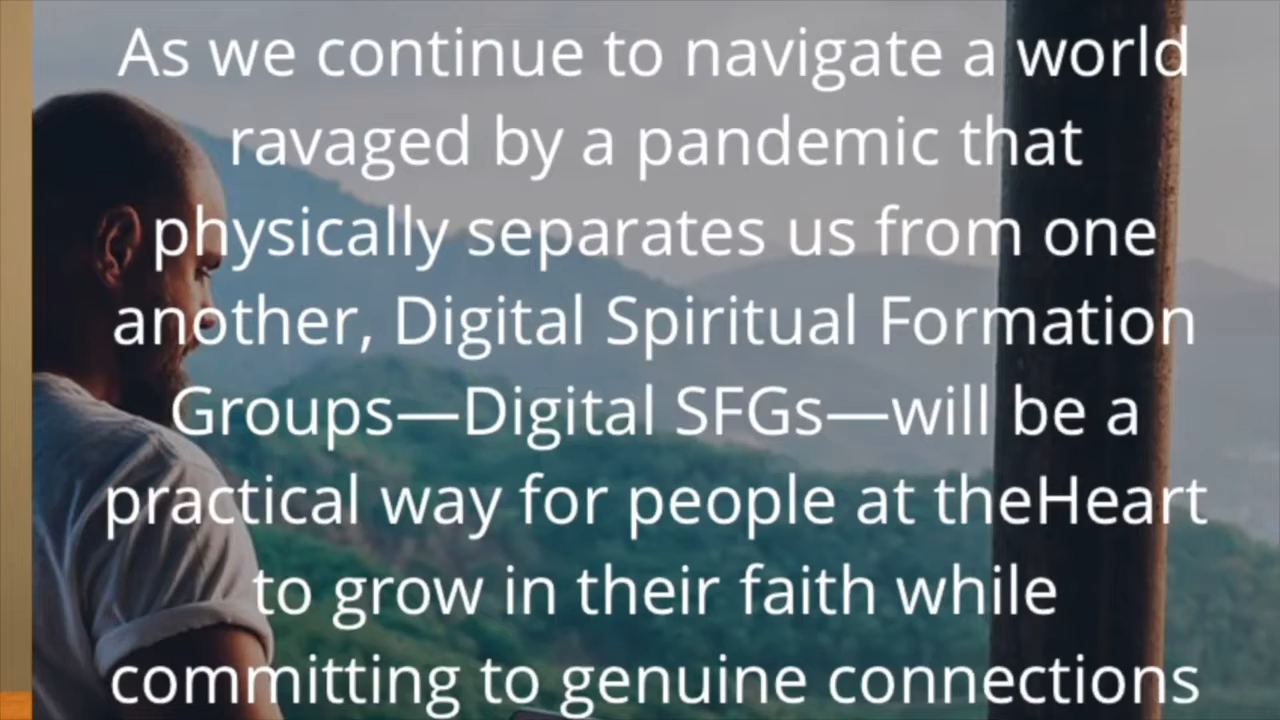 As we continue to navigate a world
ravaged by a pandemic that
physically separates us from one
another, Digital Spiritual Formation
Groups—Digital SFGs—will be a
practical way for people at theHeart
to grow in their faith while
committing to genuine connections